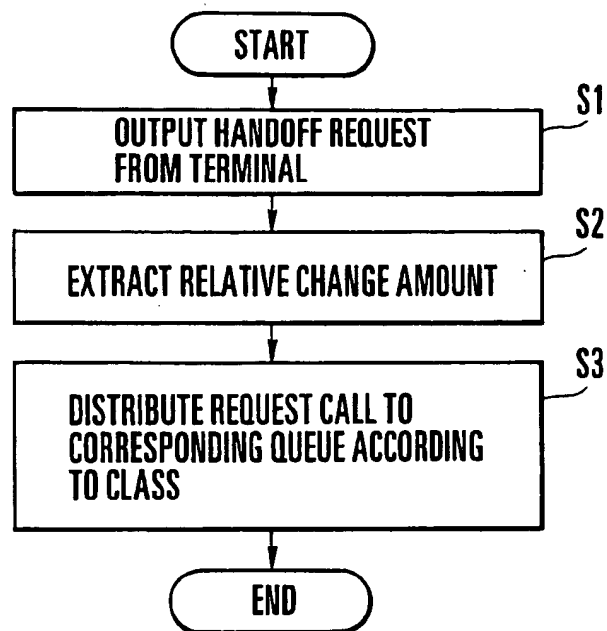 START
S1
OUTPUT HANDOFF REQUEST
FROM TERMINAL
S2
EXTRACT RELATIVE CHANGE AMOUNT
S3
DISTRIBUTE REQUEST CALL TO
CORRESPONDING QUEUE ACCORDING
TO CLASS
END